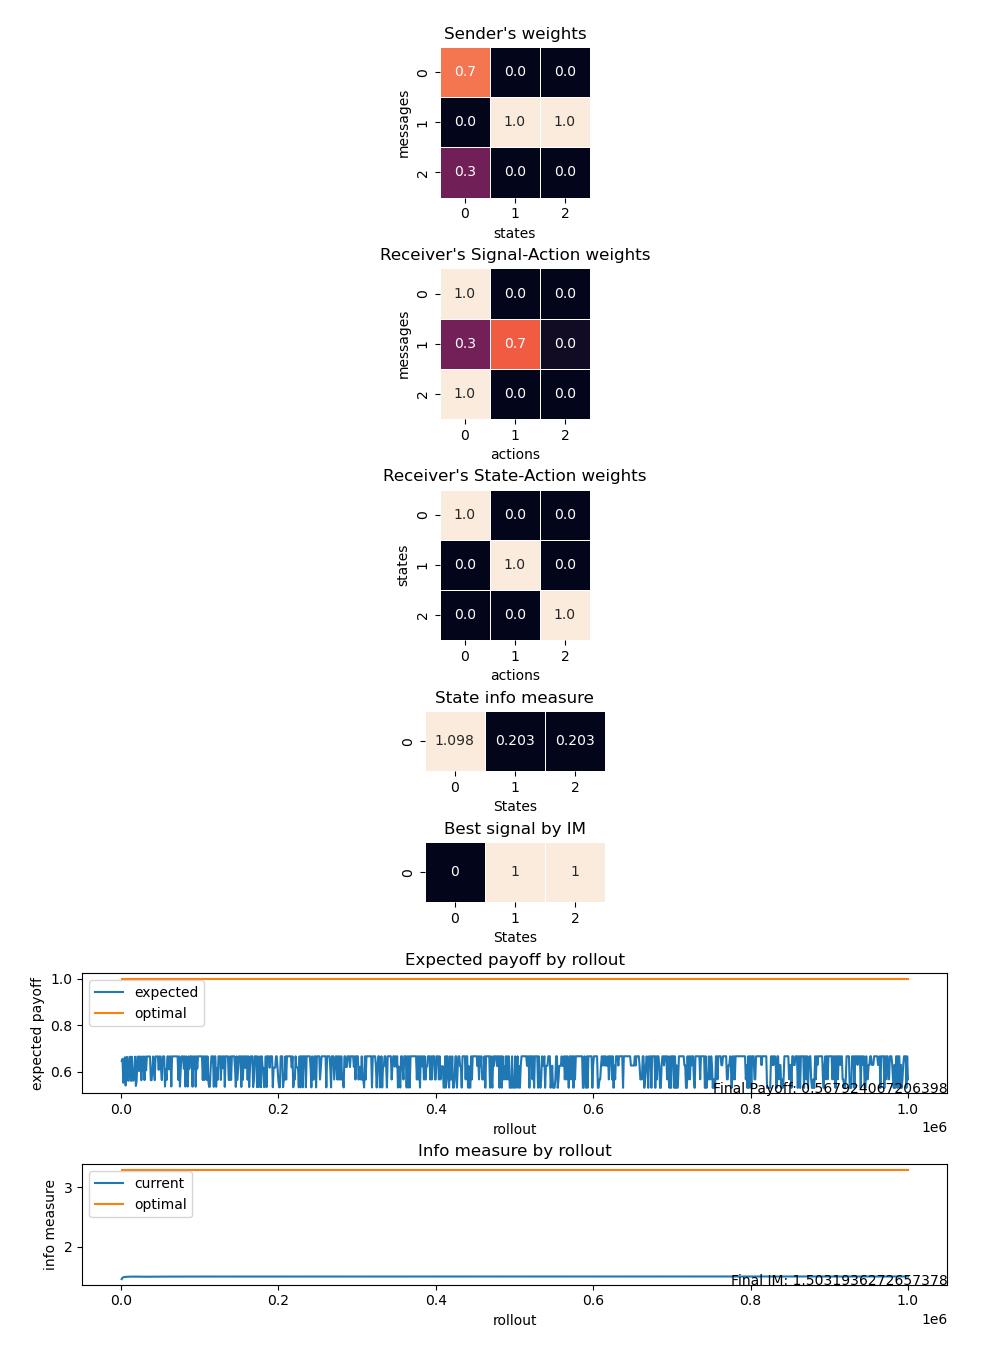 Sender's weights
0 0.7 0.0 0.0
1 0.0 1.0 1.0
2 0.3 0.0 0.0
messages
0 1 2
states
Receiver's Signal-Action weights
0 1.0 0.0 0.0
1 0.3 0.7 0.0
2 1.0 0.0 0.0
messages
0 1 2
actions
Receiver's State-Action weights
0 1.0 0.0 0.0
1 0.0 1.0 0.0
2 0.0 0.0 1.0
states
0 1 2
actions
State info measure
0 1.098 0.203 0.203
0 1 2
States
Best signal by IM
0 0 1 1
0 1 2
States
Expected payoff by rollout
expected payoff
1.0
0.8
0.6
expected
optimal
Final Payoff: 0.567924067206398
0.0 0.2 0.4 0.6 0.8 1.0
1e6
rollout
Info measure by rollout
info measure
3
2
current
optimal
Final IM: 1.5031936272657378
0.0 0.2 0.4 0.6 0.8 1.0
1e6
rollout